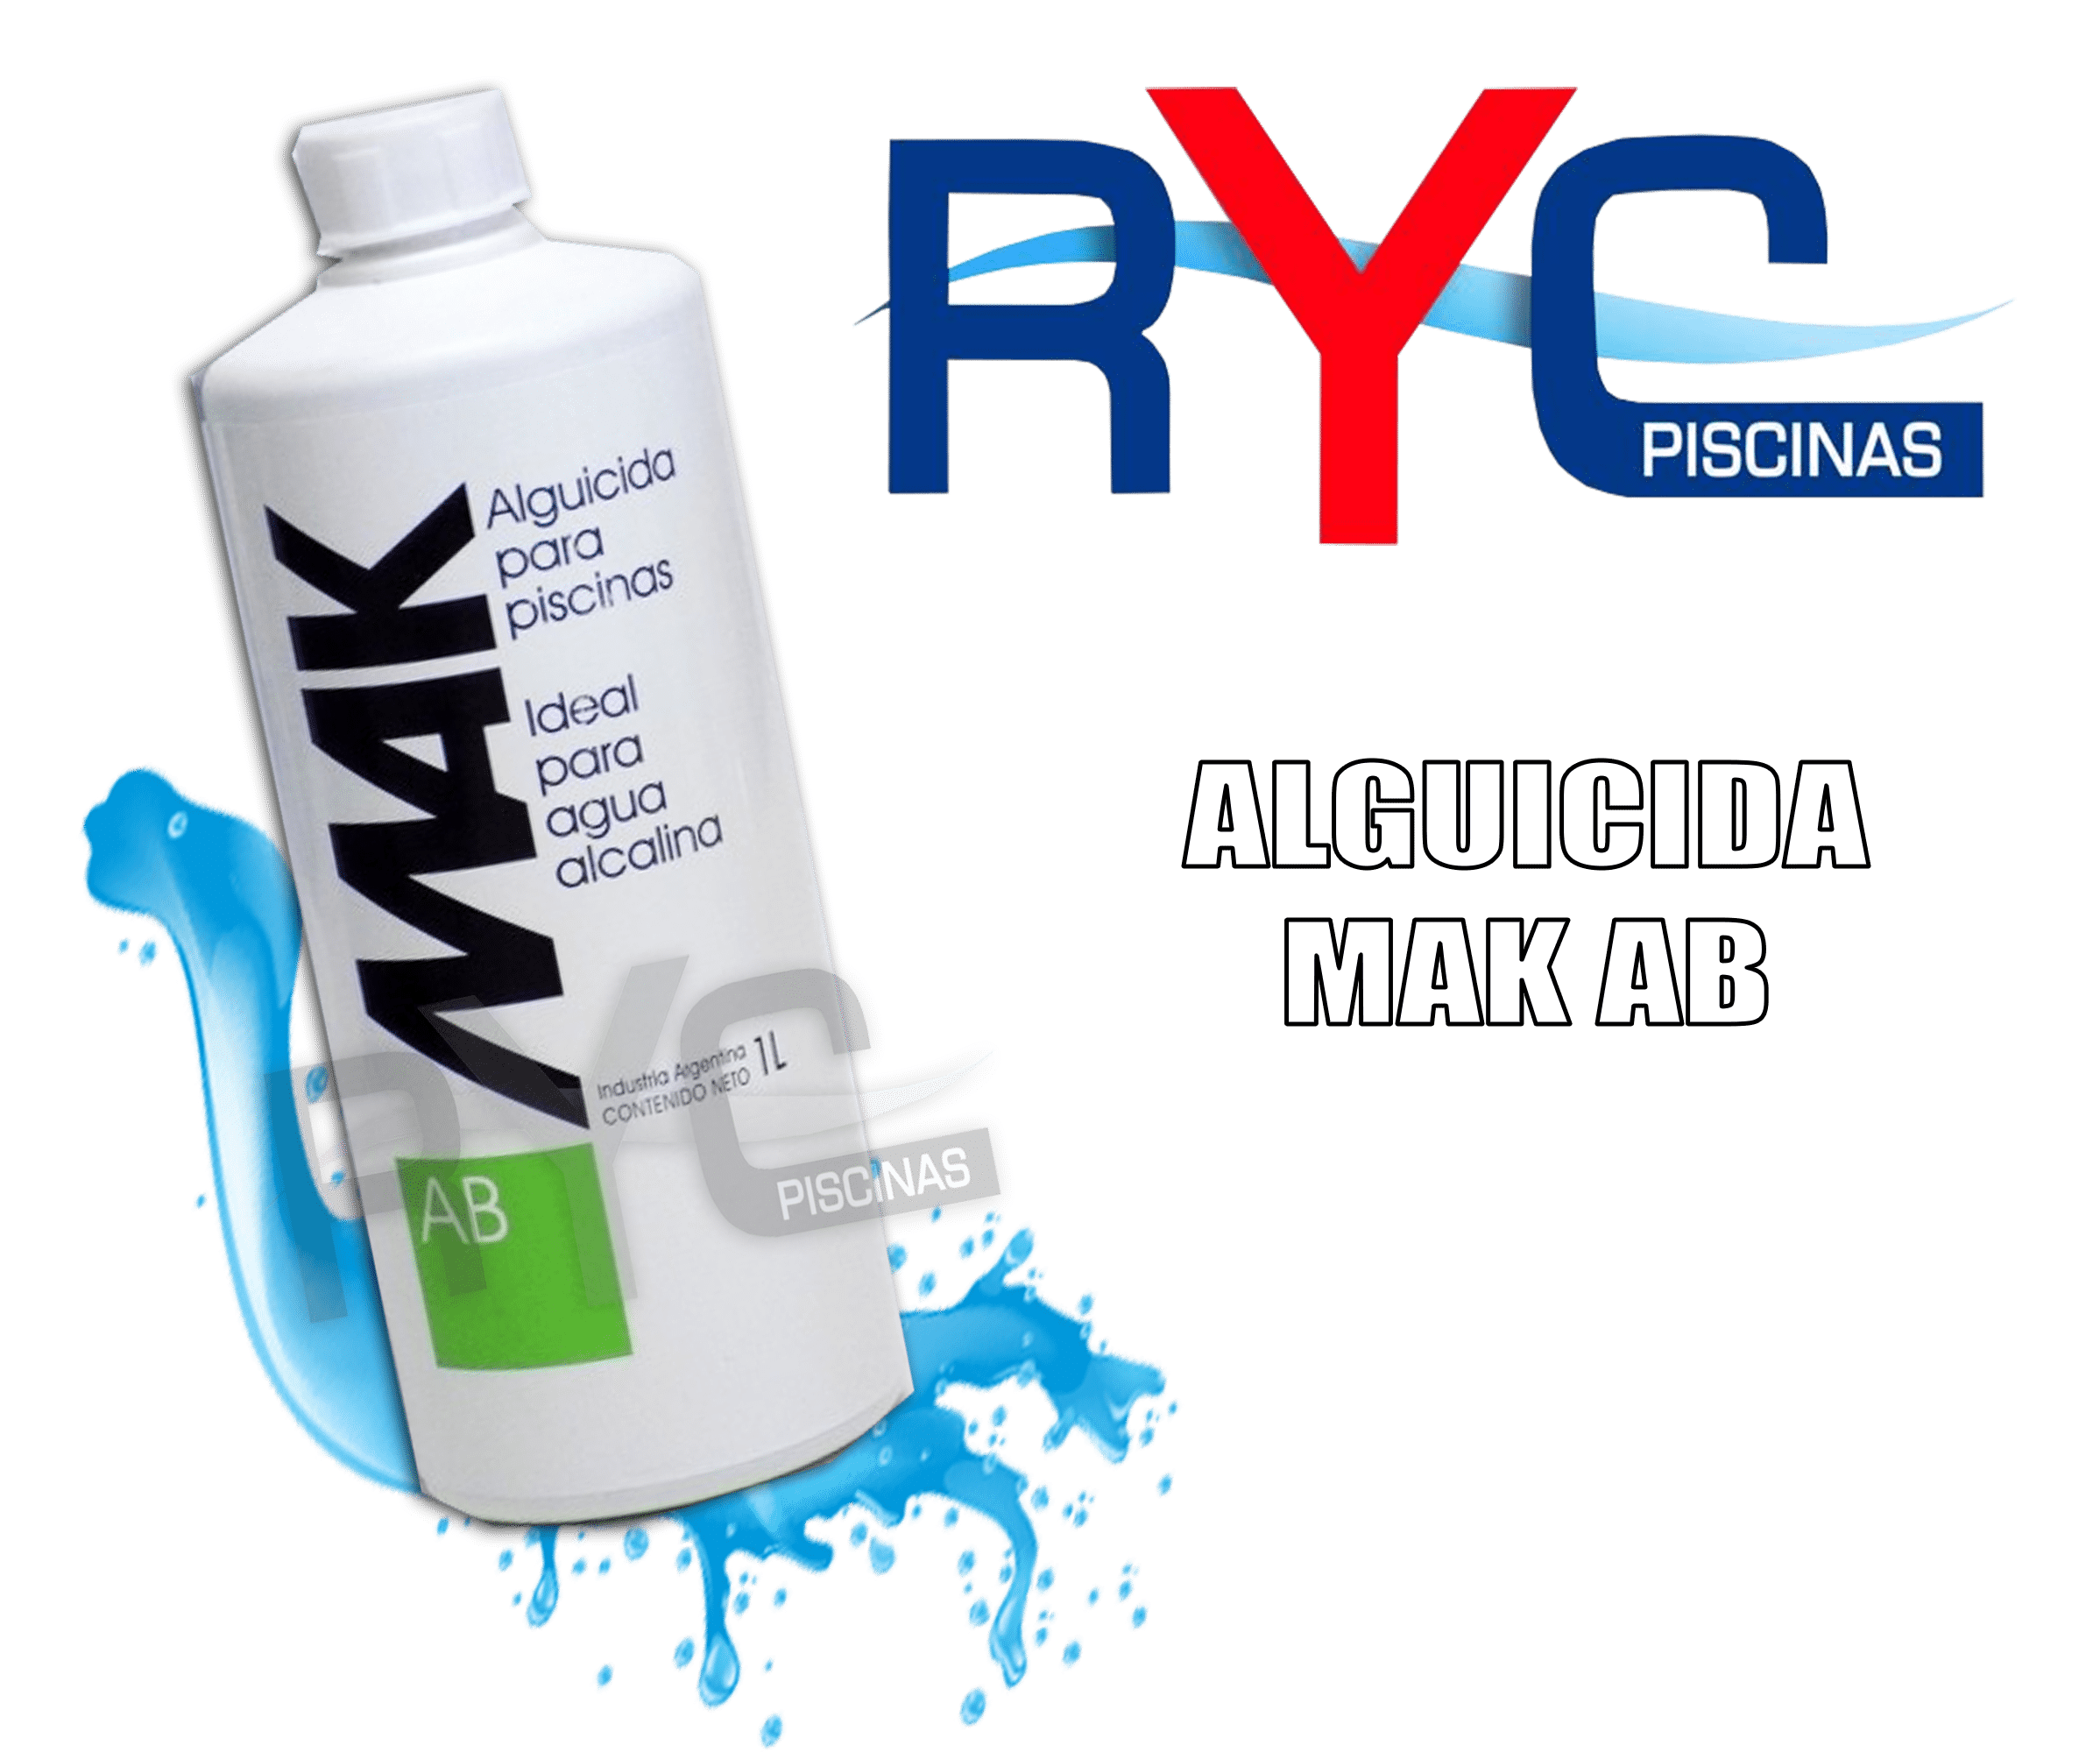 RYC
PISCINAS
MAK
Alguicida
para
piscinas
Ideal
para
agua
alcalina
Industria Argentina
CONTENIDO NETO 1L
AB
RYC
PISCINAS
ALGUICIDA
MAK AB